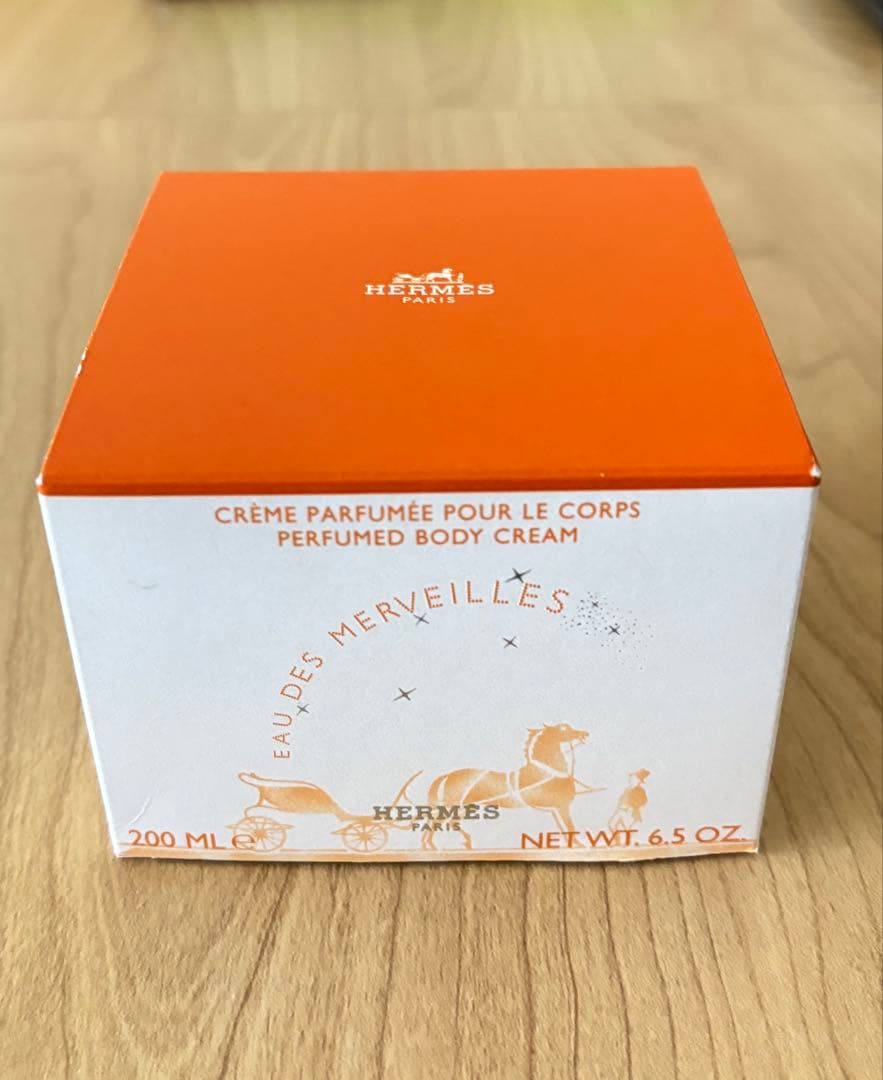 HERMES
PARIS
CRÈME PARFUMÉE POUR LE CORPS
PERFUMED BODY CREAM
EAU DES MERVEILLES
HERMÈS
PARIS
200 ML ℮
NET WT. 6.5 OZ.